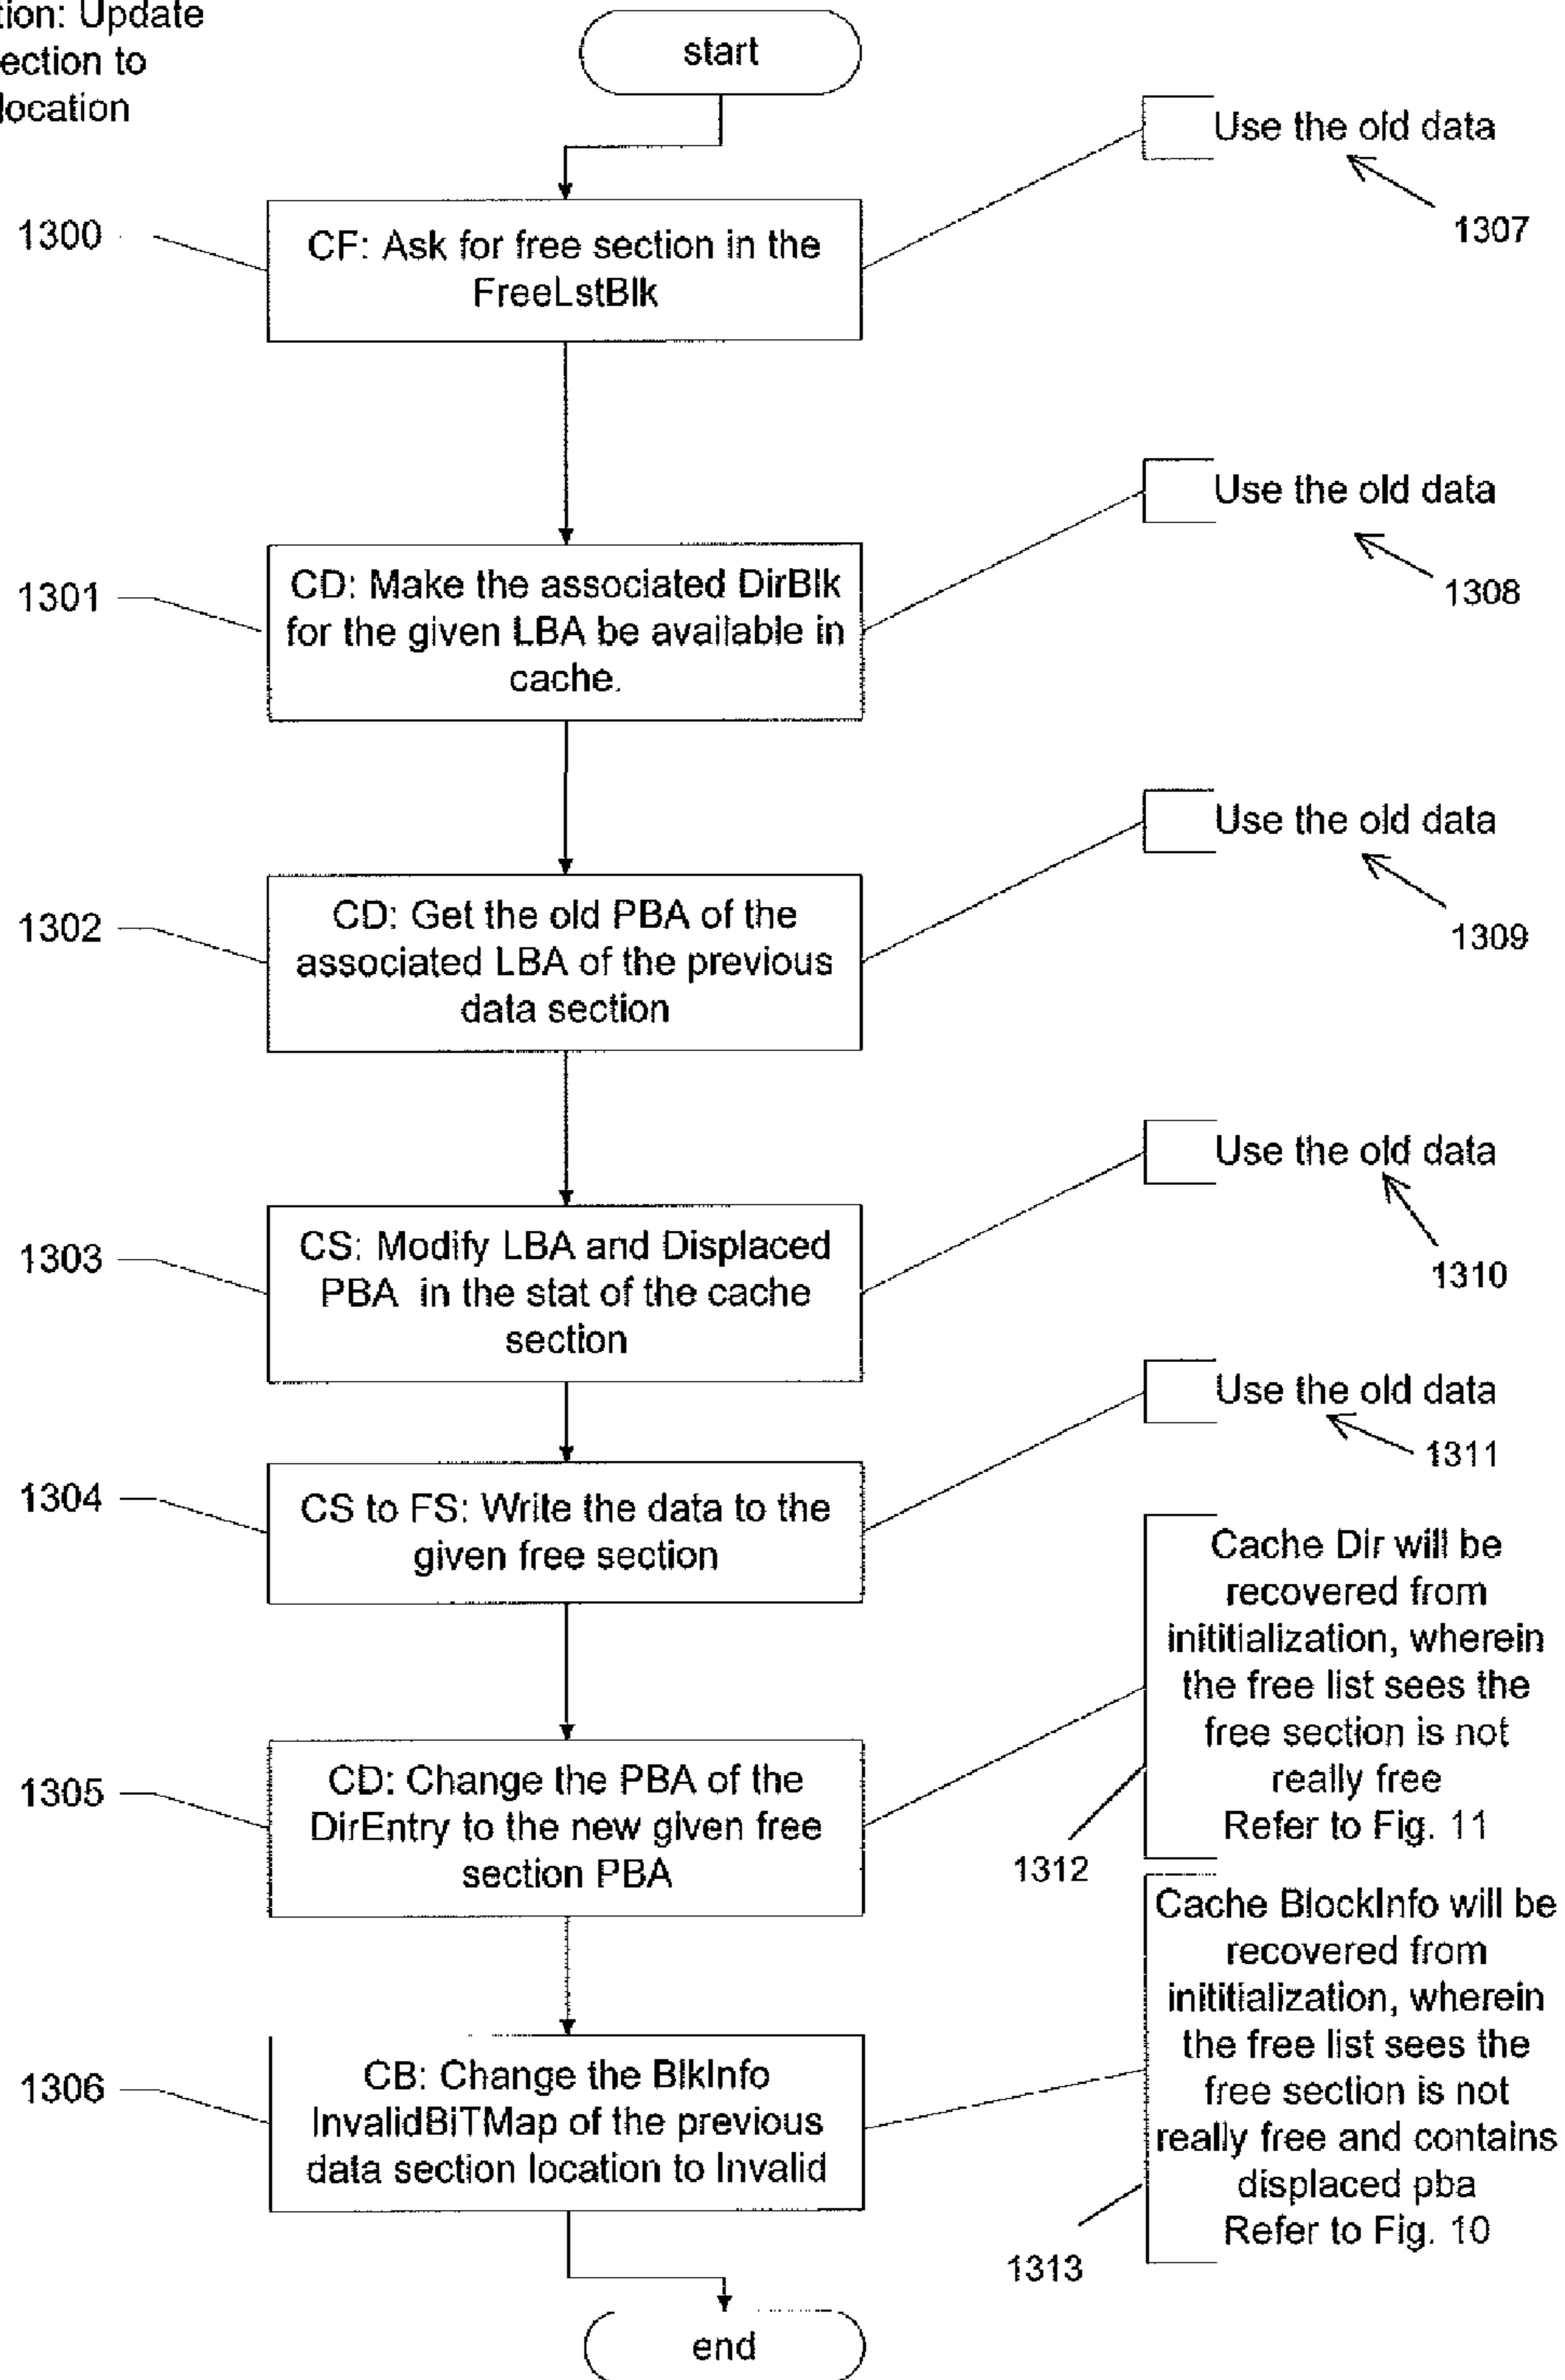 tion: Update
ection to
location
start
Use the old data
1307
1300
CF: Ask for free section in the
FreeLstBlk
Use the old data
1308
1301
CD: Make the associated DirBlk
for the given LBA be available in
cache.
Use the old data
1309
1302
CD: Get the old PBA of the
associated LBA of the previous
data section
Use the old data
1310
1303
CS: Modify LBA and Displaced
PBA in the stat of the cache
section
Use the old data
1311
1304
CS to FS: Write the data to the
given free section
Cache Dir will be
recovered from
inititialization, wherein
the free list sees the
free section is not
really free
Refer to Fig. 11
1312
1305
CD: Change the PBA of the
DirEntry to the new given free
section PBA
Cache BlockInfo will be
recovered from
inititialization, wherein
the free list sees the
free section is not
really free and contains
displaced pba
Refer to Fig. 10
1313
1306
CB: Change the BlkInfo
InvalidBiTMap of the previous
data section location to Invalid
end